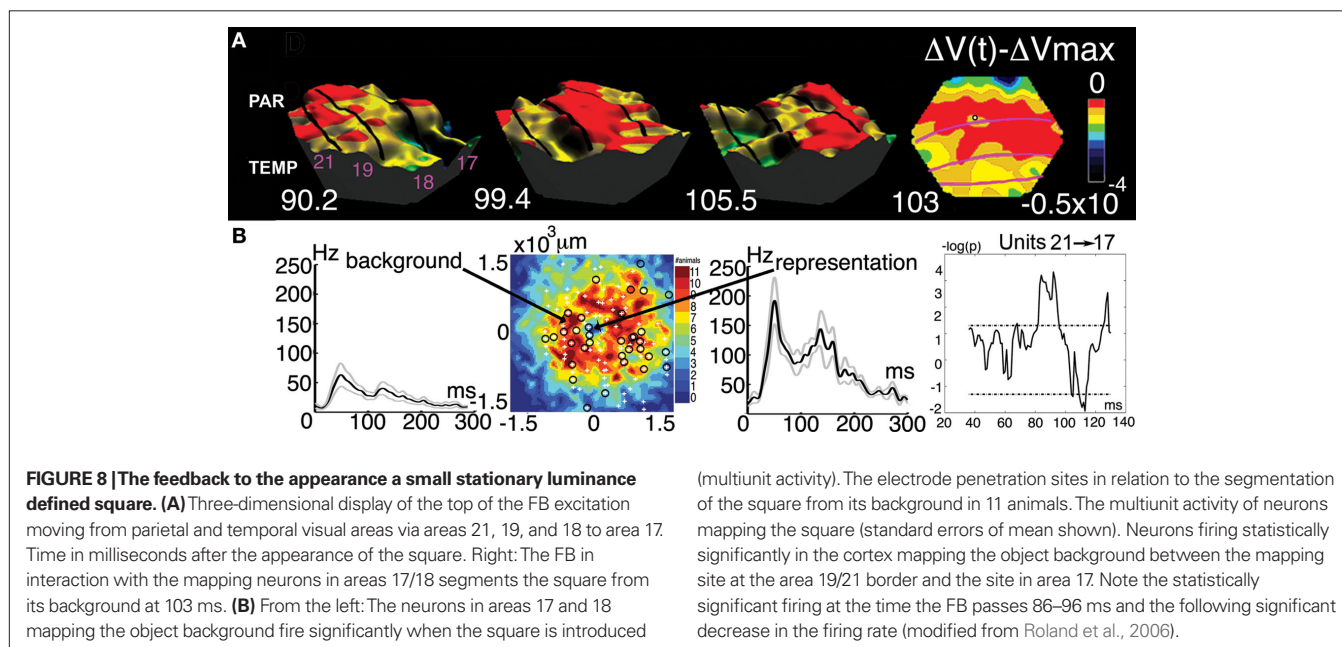 A
D
ΔV(t)-ΔVmax
0
PAR
TEMP
21
19
18
17
90.2
99.4
105.5
103
-0.5x10⁻⁴
B
Hz
250
200
150
100
50
0
100
200
300
ms
background
x10³ μm
1.5
0
-1.5
-1.5
0
1.5
#animals
11
10
9
8
7
6
5
4
3
2
1
0
Hz
250
200
150
100
50
0
100
200
300
ms
representation
-log(p)
Units 21→17
4
3
2
1
0
-1
-2
20
40
60
80
100
120
140
ms
FIGURE 8 | The feedback to the appearance a small stationary luminance
defined square. (A) Three-dimensional display of the top of the FB excitation
moving from parietal and temporal visual areas via areas 21, 19, and 18 to area 17.
Time in milliseconds after the appearance of the square. Right: The FB in
interaction with the mapping neurons in areas 17/18 segments the square from
its background at 103 ms. (B) From the left: The neurons in areas 17 and 18
mapping the object background fire significantly when the square is introduced
(multiunit activity). The electrode penetration sites in relation to the segmentation
of the square from its background in 11 animals. The multiunit activity of neurons
mapping the square (standard errors of mean shown). Neurons firing statistically
significantly in the cortex mapping the object background between the mapping
site at the area 19/21 border and the site in area 17. Note the statistically
significant firing at the time the FB passes 86–96 ms and the following significant
decrease in the firing rate (modified from Roland et al., 2006).